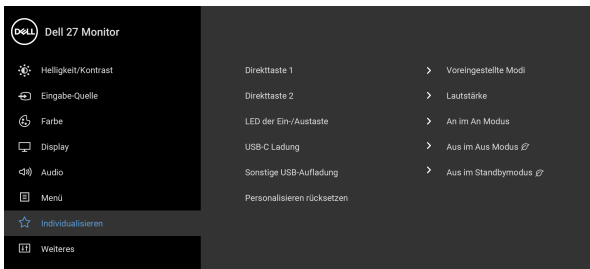 DELL Dell 27 Monitor
Helligkeit/Kontrast Direkttaste 1 Voreingestellte Modi
Eingabe-Quelle Direkttaste 2 Lautstärke
Farbe LED der Ein-/Austaste An im An Modus
Display USB-C Ladung Aus im Aus Modus
Audio Sonstige USB-Aufladung Aus im Standbymodus
Menü Personalisieren rücksetzen
Individualisieren
Weiteres